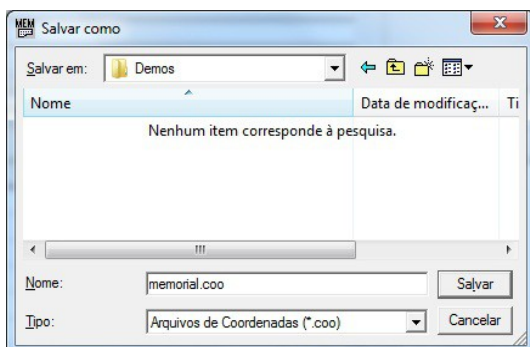 MEM
Salvar como
Salvar em: Demos
Nome Data de modificaç... Ti
Nenhum item corresponde à pesquisa.
Nome: memorial.coo Salvar
Tipo: Arquivos de Coordenadas (*.coo) Cancelar